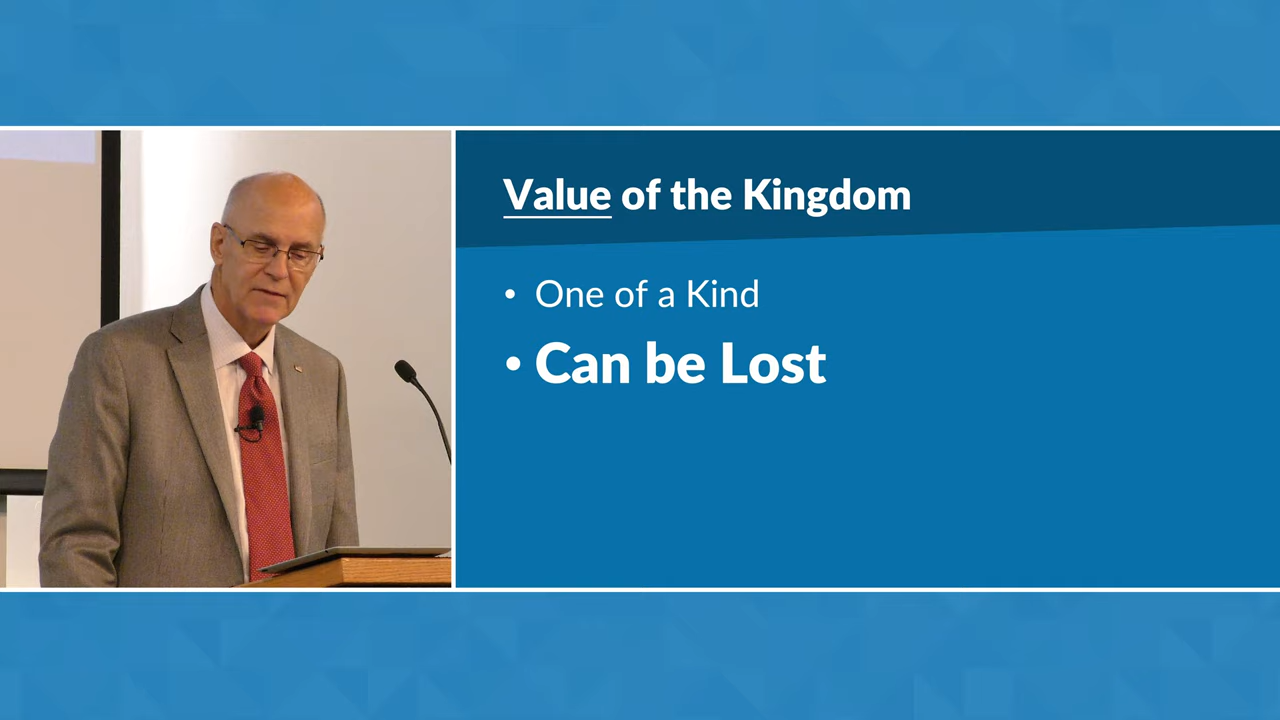 Value of the Kingdom
• One of a Kind
• Can be Lost